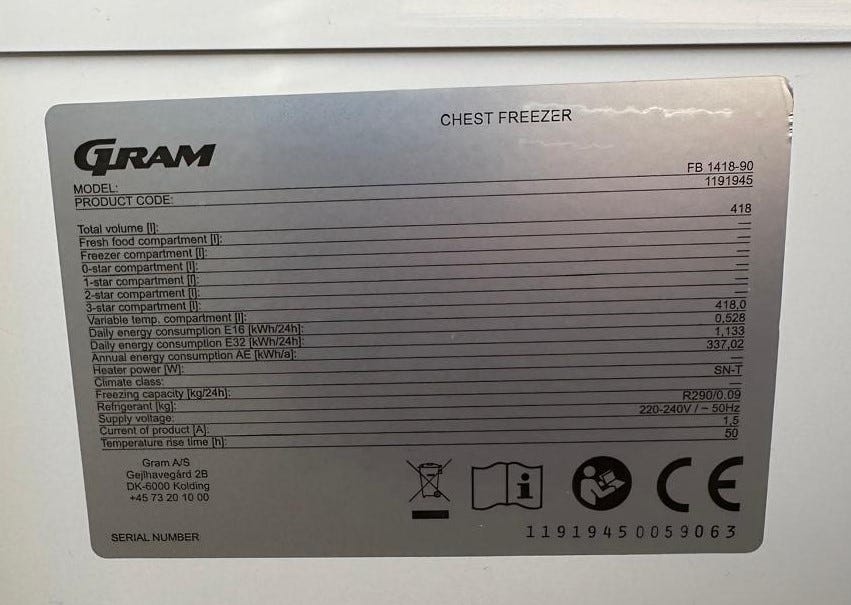 CHEST FREEZER
GRAM
MODEL: FB 1418-90
PRODUCT CODE: 1191945
Total volume [l]: 418
Fresh food compartment [l]: —
Freezer compartment [l]: —
0-star compartment [l]: —
1-star compartment [l]: —
2-star compartment [l]: —
3-star compartment [l]: —
Variable temp. compartment [l]: 418,0
Daily energy consumption E16 [kWh/24h]: 0,528
Daily energy consumption E32 [kWh/24h]: 1,133
Annual energy consumption AE [kWh/a]: 337,02
Heater power [W]: —
Climate class: SN-T
Freezing capacity [kg/24h]: —
Refrigerant [kg]: R290/0.09
Supply voltage: 220-240V / ~ 50Hz
Current of product [A]: 1,5
Temperature rise time [h]: 50
Gram A/S
Gejlhavegård 2B
DK-6000 Kolding
+45 73 20 10 00
i
CE
SERIAL NUMBER 11919450059063